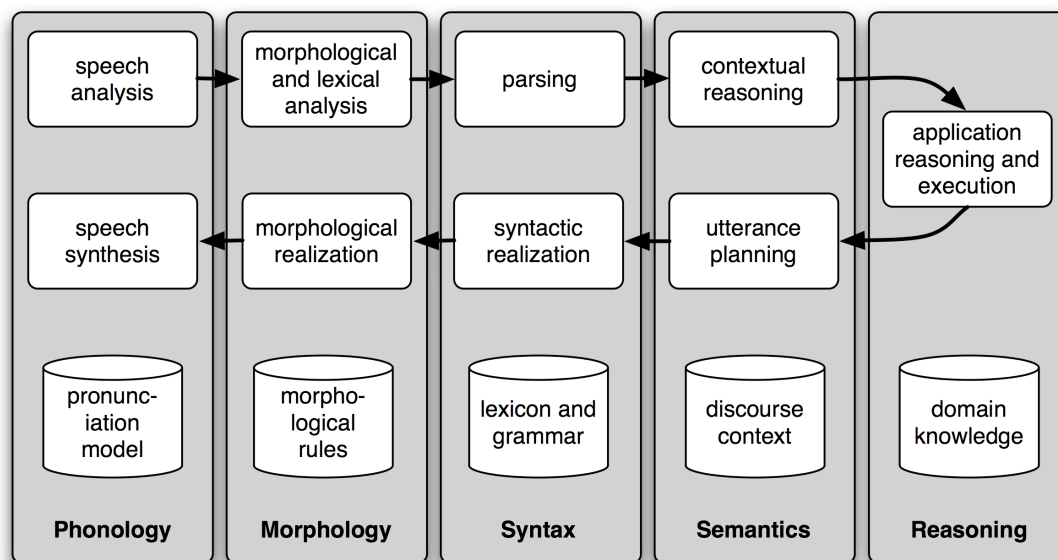 speech
analysis
morphological
and lexical
analysis
parsing
contextual
reasoning
application
reasoning and
execution
speech
synthesis
morphological
realization
syntactic
realization
utterance
planning
pronunc-
iation
model
morpho-
logical
rules
lexicon and
grammar
discourse
context
domain
knowledge
Phonology
Morphology
Syntax
Semantics
Reasoning